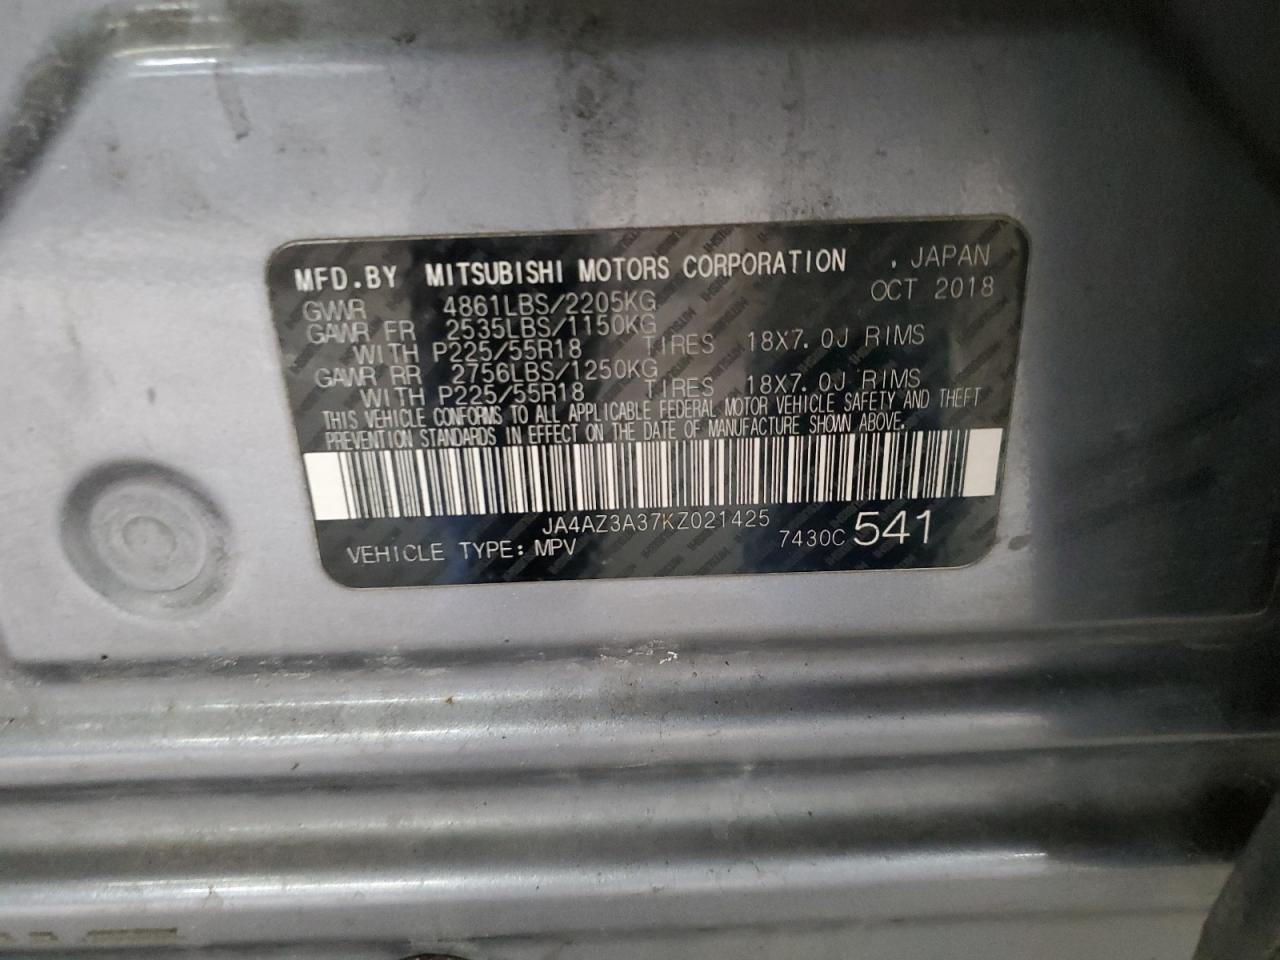 MFD.BY MITSUBISHI MOTORS CORPORATION . JAPAN
GVWR 4861LBS/2205KG OCT 2018
GAWR FR 2535LBS/1150KG
WITH P225/55R18 TIRES 18X7.0J RIMS
GAWR RR 2756LBS/1250KG
WITH P225/55R18 TIRES 18X7.0J RIMS
THIS VEHICLE CONFORMS TO ALL APPLICABLE FEDERAL MOTOR VEHICLE SAFETY AND THEFT
PREVENTION STANDARDS IN EFFECT ON THE DATE OF MANUFACTURE SHOWN ABOVE.
JA4AZ3A37KZ021425
VEHICLE TYPE: MPV 7430C 541